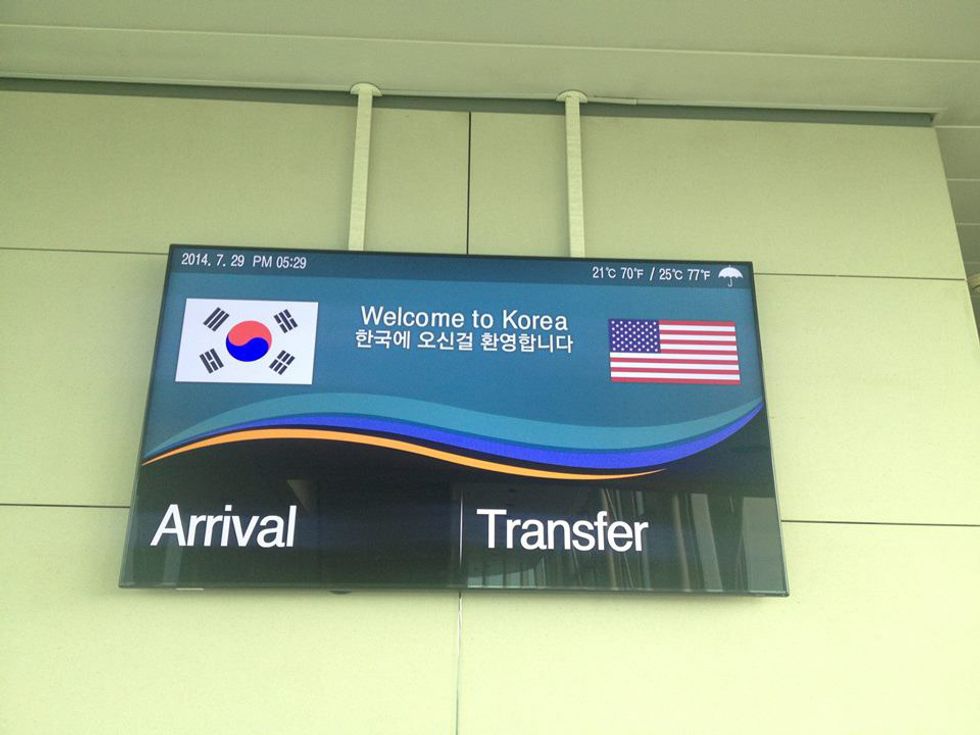 2014. 7. 29 PM 05:29
21℃ 70℉ / 25℃ 77℉
Welcome to Korea
한국에 오신걸 환영합니다
Arrival
Transfer